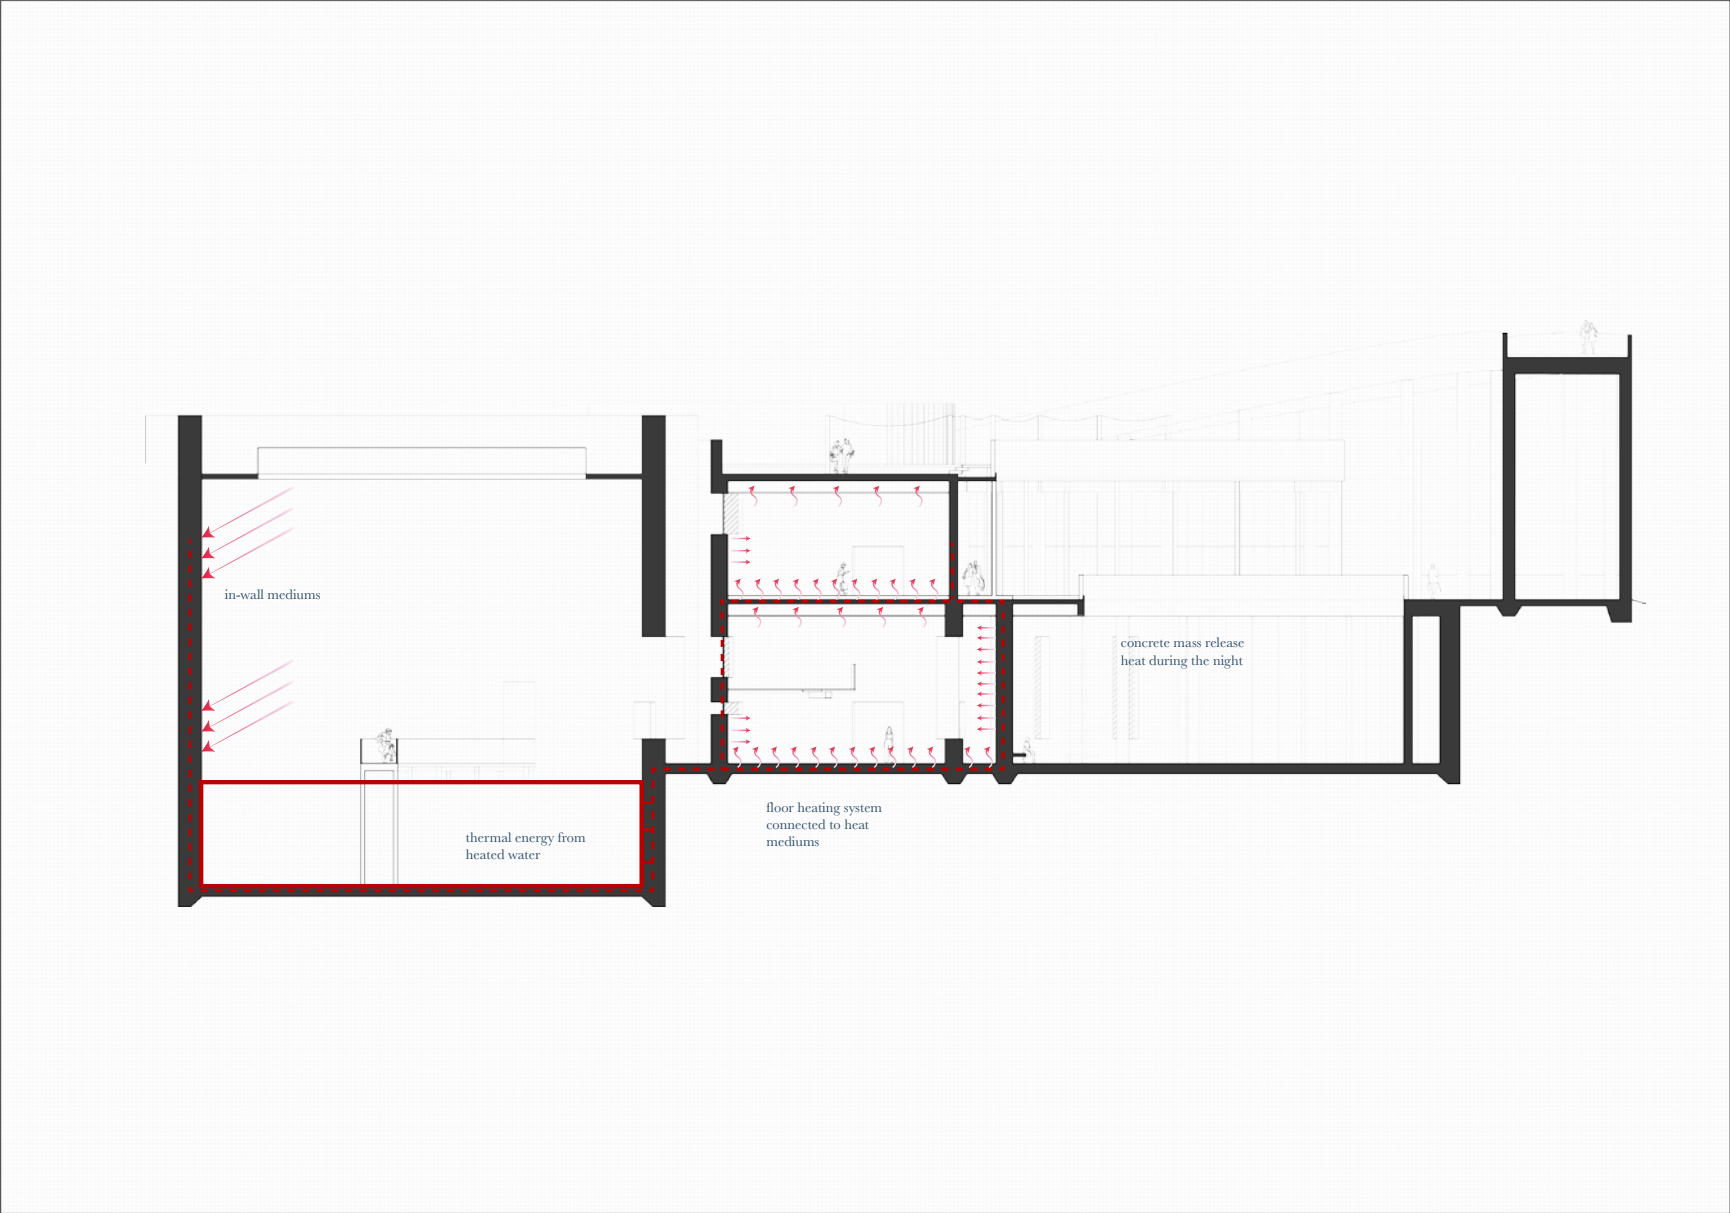 in-wall mediums
concrete mass release
heat during the night
floor heating system
connected to heat
mediums
thermal energy from
heated water